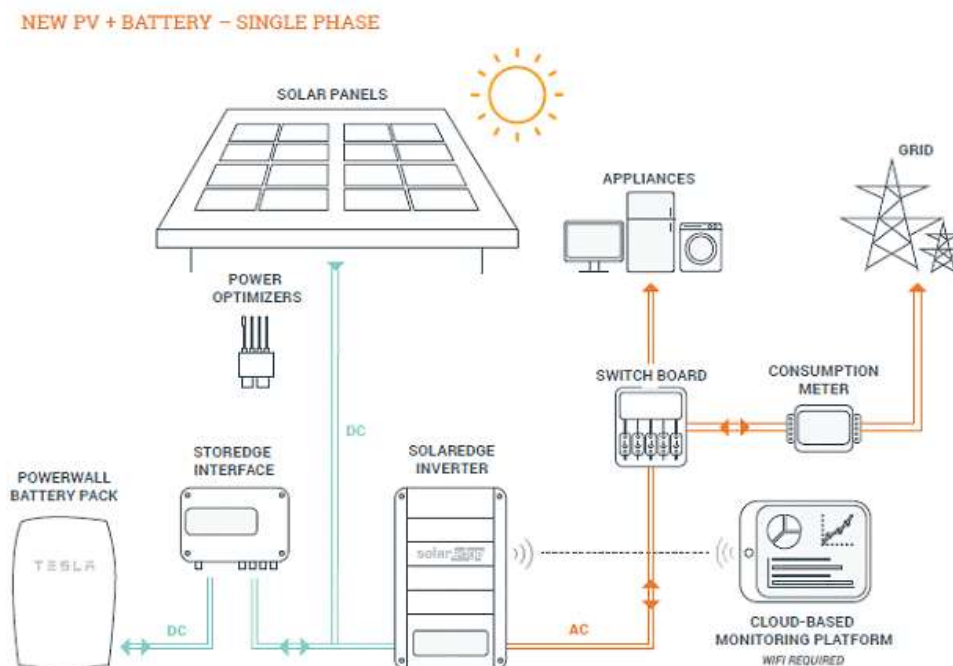 NEW PV + BATTERY – SINGLE PHASE
SOLAR PANELS
GRID
APPLIANCES
POWER
OPTIMIZERS
SWITCH BOARD
CONSUMPTION
METER
DC
STOREDGE
INTERFACE
SOLAREDGE
INVERTER
POWERWALL
BATTERY PACK
solaredge
TESLA
DC
AC
CLOUD-BASED
MONITORING PLATFORM
WIFI REQUIRED